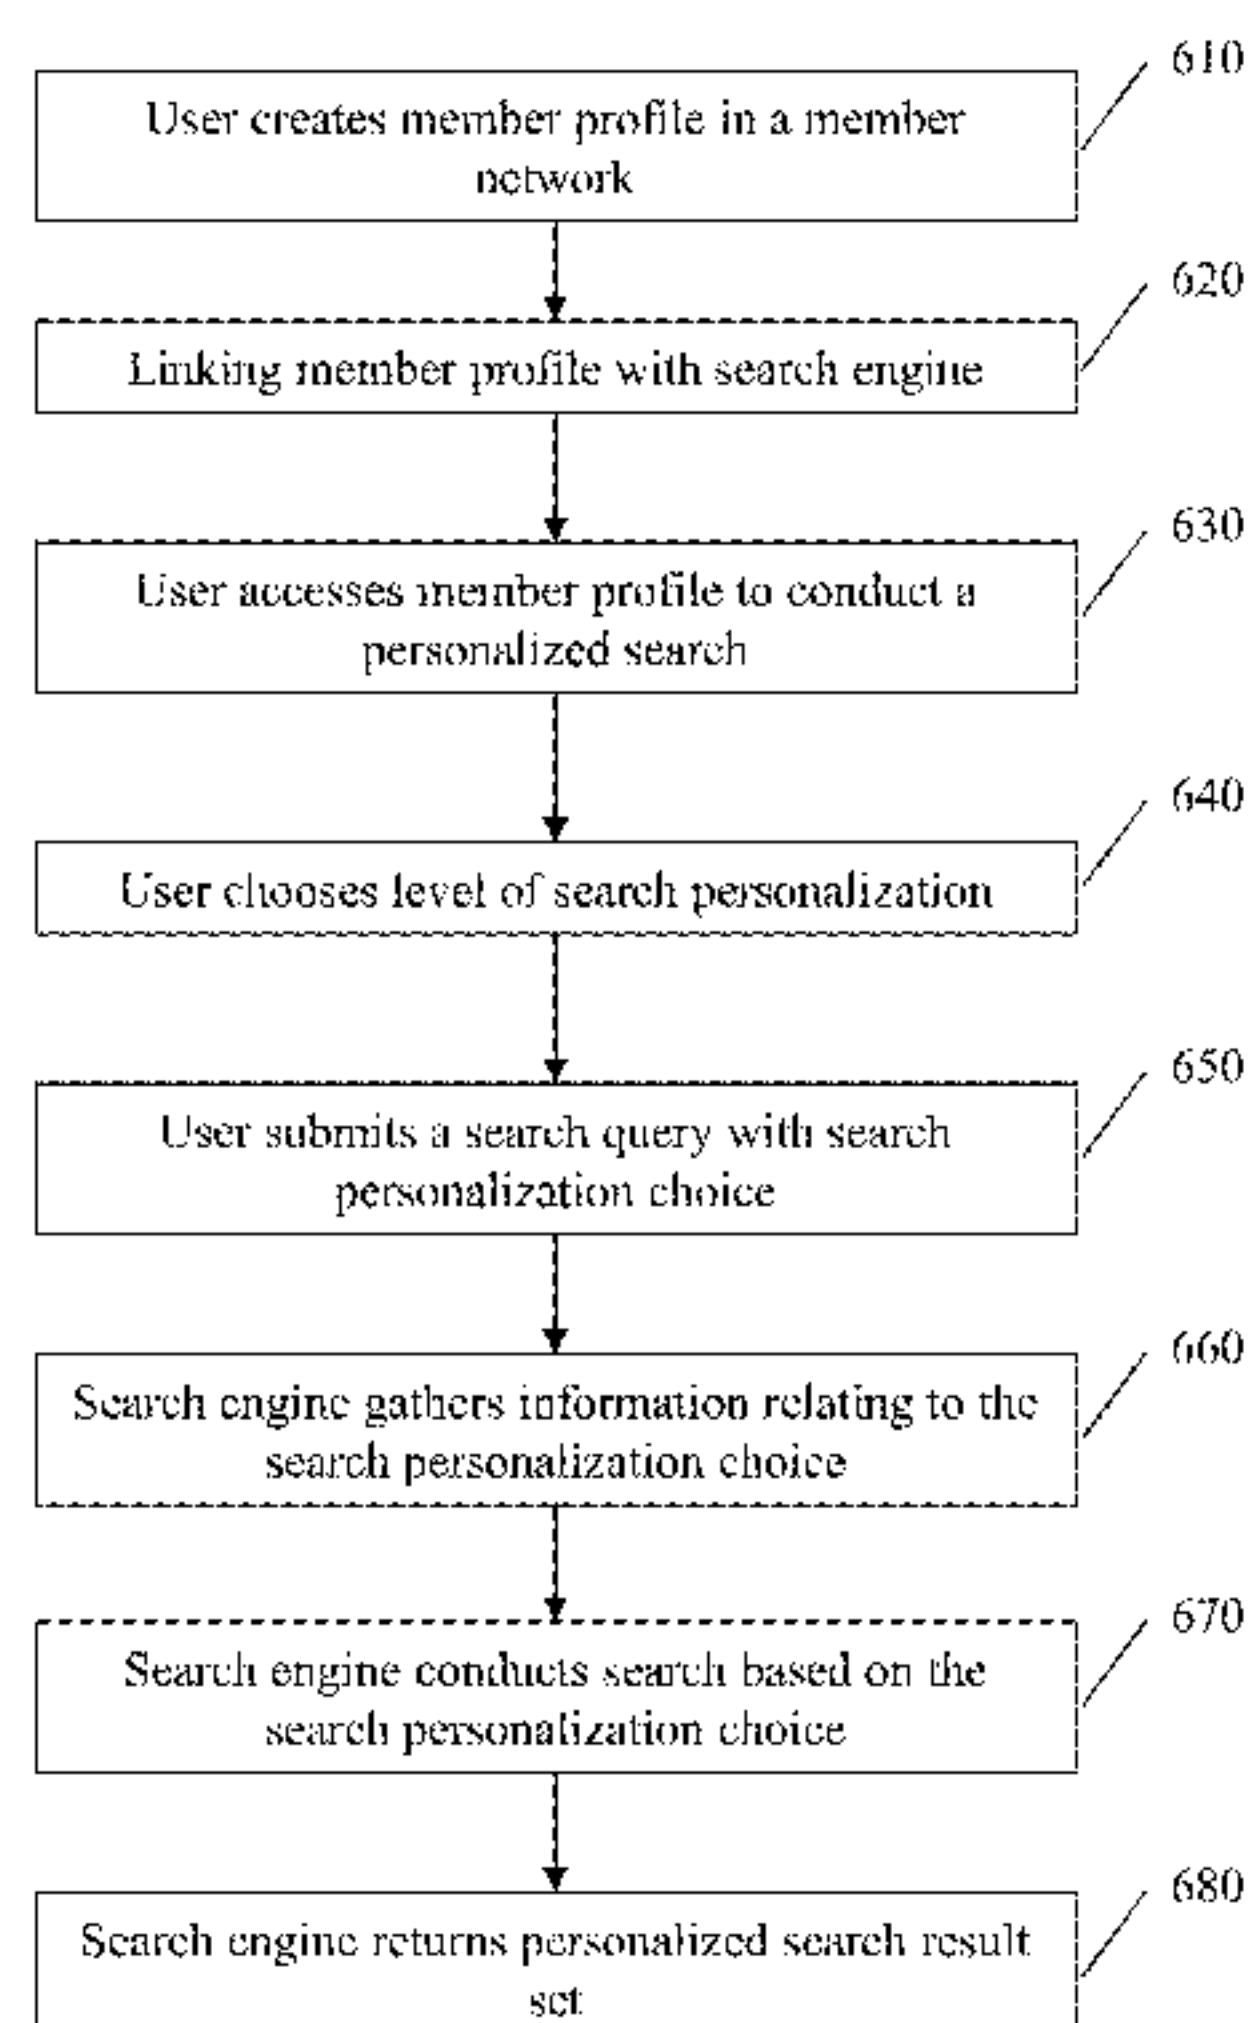 610
User creates member profile in a member
network
620
Linking member profile with search engine
630
User accesses member profile to conduct a
personalized search
640
User chooses level of search personalization
650
User submits a search query with search
personalization choice
660
Search engine gathers information relating to the
search personalization choice
670
Search engine conducts search based on the
search personalization choice
680
Search engine returns personalized search result
set